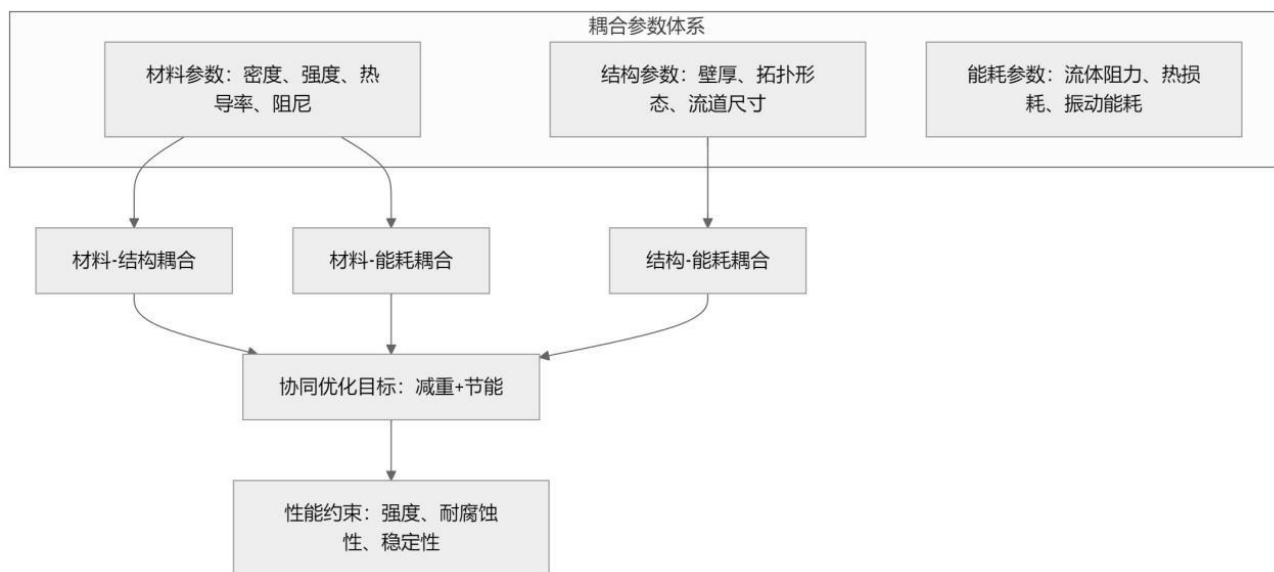 耦合参数体系
材料参数：密度、强度、热
导率、阻尼
结构参数：壁厚、拓扑形
态、流道尺寸
能耗参数：流体阻力、热损
耗、振动能耗
材料-结构耦合
材料-能耗耦合
结构-能耗耦合
协同优化目标：减重+节能
性能约束：强度、耐腐蚀
性、稳定性